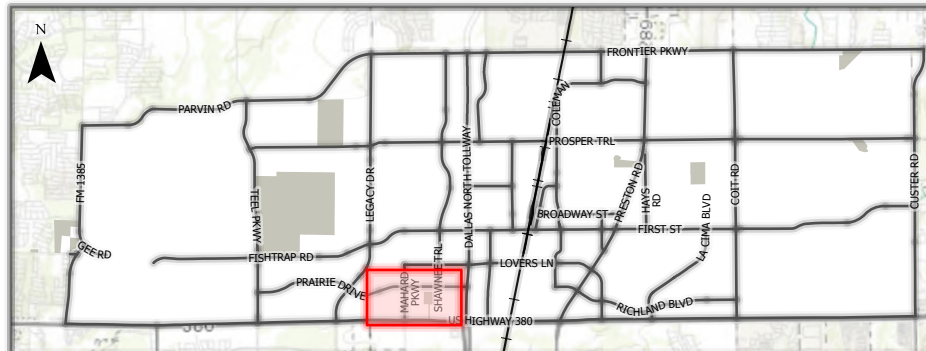 N
289
FRONTIER PKWY
PARVIN RD
COLEMAN
PROSPER TRL
FM 1385
TEEL PKWY
LEGACY DR
DALLAS NORTH TOLLWAY
PRESTON RD
HAYS
RD
COIT RD
CUSTER RD
LA CIMA BLVD
BROADWAY ST
FIRST ST
GEE RD
FISHTRAP RD
SHAWNEE TRL
LOVERS LN
PRAIRIE DRIVE
MAHARD
PKWY
RICHLAND BLVD
US HIGHWAY 380
380